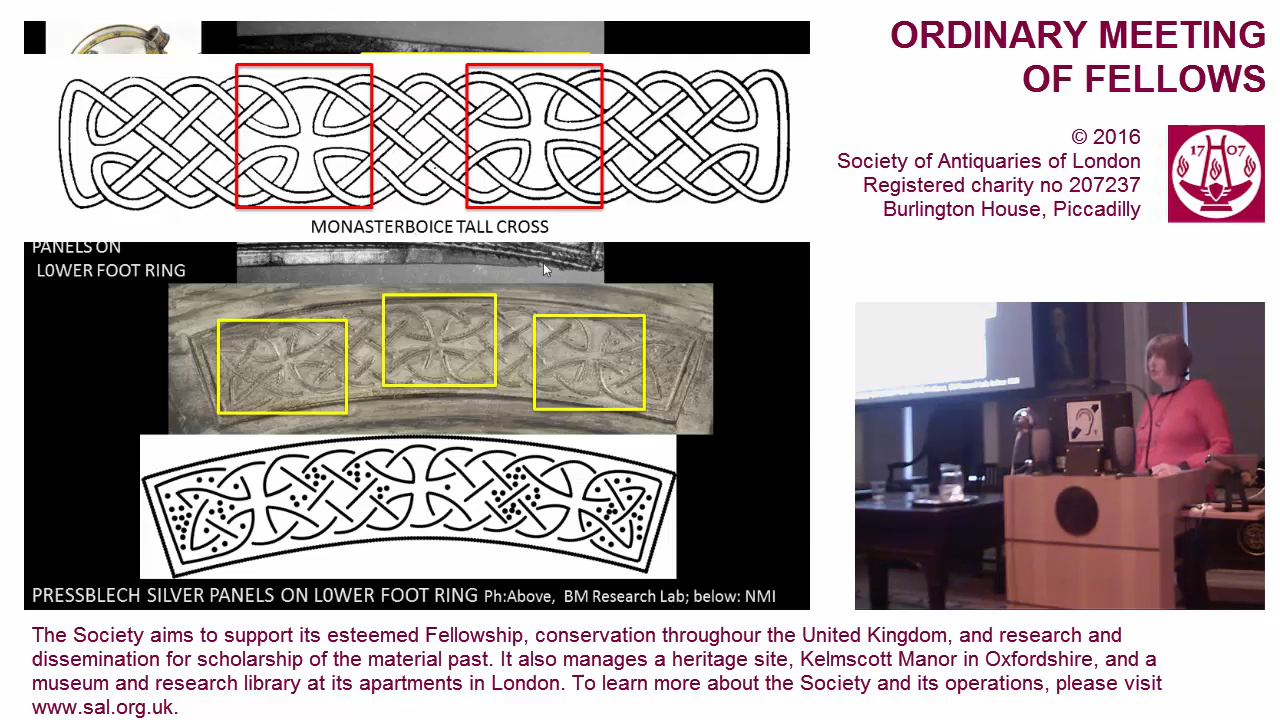 ORDINARY MEETING
OF FELLOWS
© 2016
Society of Antiquaries of London
Registered charity no 207237
Burlington House, Piccadilly
17 07
MONASTERBOICE TALL CROSS
PANELS ON
L0WER FOOT RING
PRESSBLECH SILVER PANELS ON L0WER FOOT RING Ph:Above, BM Research Lab; below: NMI
The Society aims to support its esteemed Fellowship, conservation throughour the United Kingdom, and research and
dissemination for scholarship of the material past. It also manages a heritage site, Kelmscott Manor in Oxfordshire, and a
museum and research library at its apartments in London. To learn more about the Society and its operations, please visit
www.sal.org.uk.